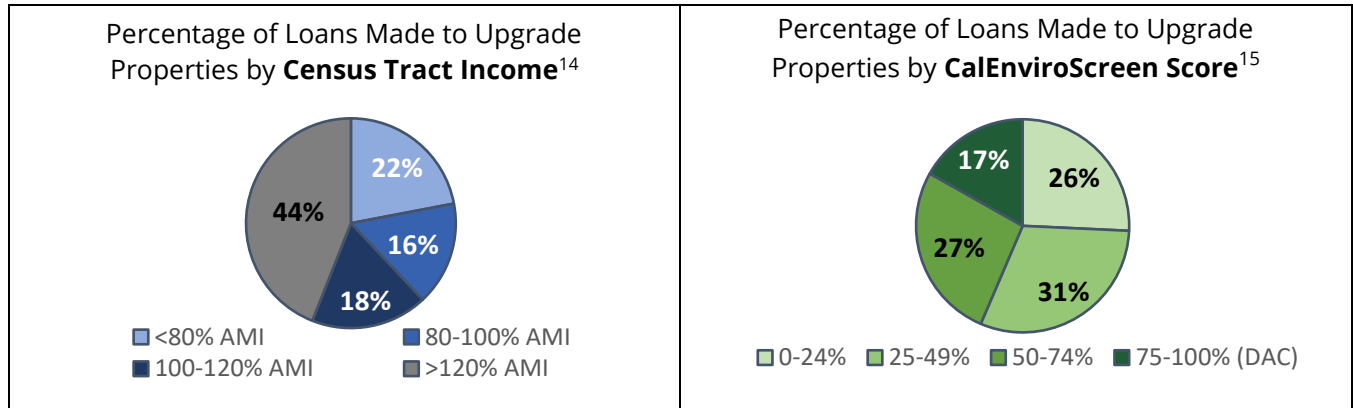 Percentage of Loans Made to Upgrade
Properties by Census Tract Income14
22%
44%
16%
18%
<80% AMI 80-100% AMI
100-120% AMI >120% AMI
Percentage of Loans Made to Upgrade
Properties by CalEnviroScreen Score15
17%
26%
27%
31%
0-24% 25-49% 50-74% 75-100% (DAC)